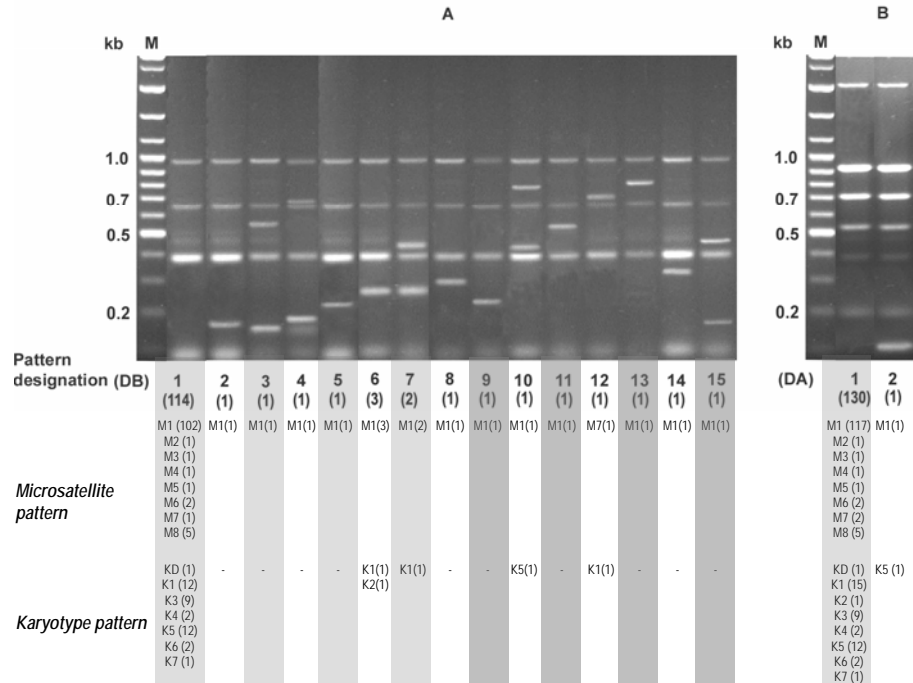 A B
kb M kb M
1.0 1.0
0.7 0.7
0.5 0.5
0.2 0.2
Pattern
designation (DB) 1 2 3 4 5 6 7 8 9 10 11 12 13 14 15 (DA) 1 2
(114) (1) (1) (1) (1) (3) (2) (1) (1) (1) (1) (1) (1) (1) (1) (130) (1)
M1 (102) M1(1) M1(1) M1(1) M1(1) M1(3) M1(2) M1(1) M1(1) M1(1) M1(1) M7(1) M1(1) M1(1) M1(1) M1 (117) M1(1)
M2 (1) M2 (1)
M3 (1) M3 (1)
M4 (1) M4 (1)
Microsatellite M5 (1) M5 (1)
pattern M6 (2) M6 (2)
M7 (1) M7 (2)
M8 (5) M8 (5)
KD (1) - - - - K1(1) K1(1) - - K5(1) - K1(1) - - - KD (1) K5 (1)
K1 (12) K2(1) K1 (15)
K3 (9) K2 (1)
Karyotype pattern K4 (2) K3 (9)
K5 (12) K4 (2)
K6 (2) K5 (12)
K7 (1) K6 (2)
K7 (1)